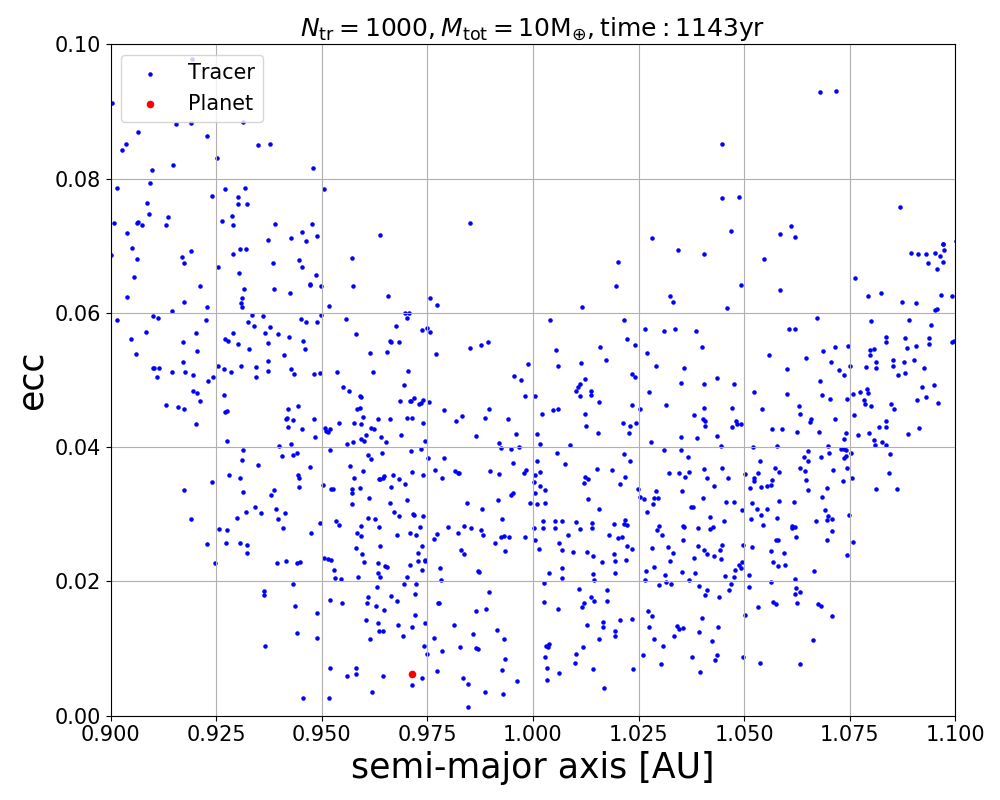 N_tr = 1000, M_tot = 10M_⊕, time : 1143yr
Tracer
Planet
0.10
0.08
0.06
0.04
0.02
0.00
ecc
0.900 0.925 0.950 0.975 1.000 1.025 1.050 1.075 1.100
semi-major axis [AU]